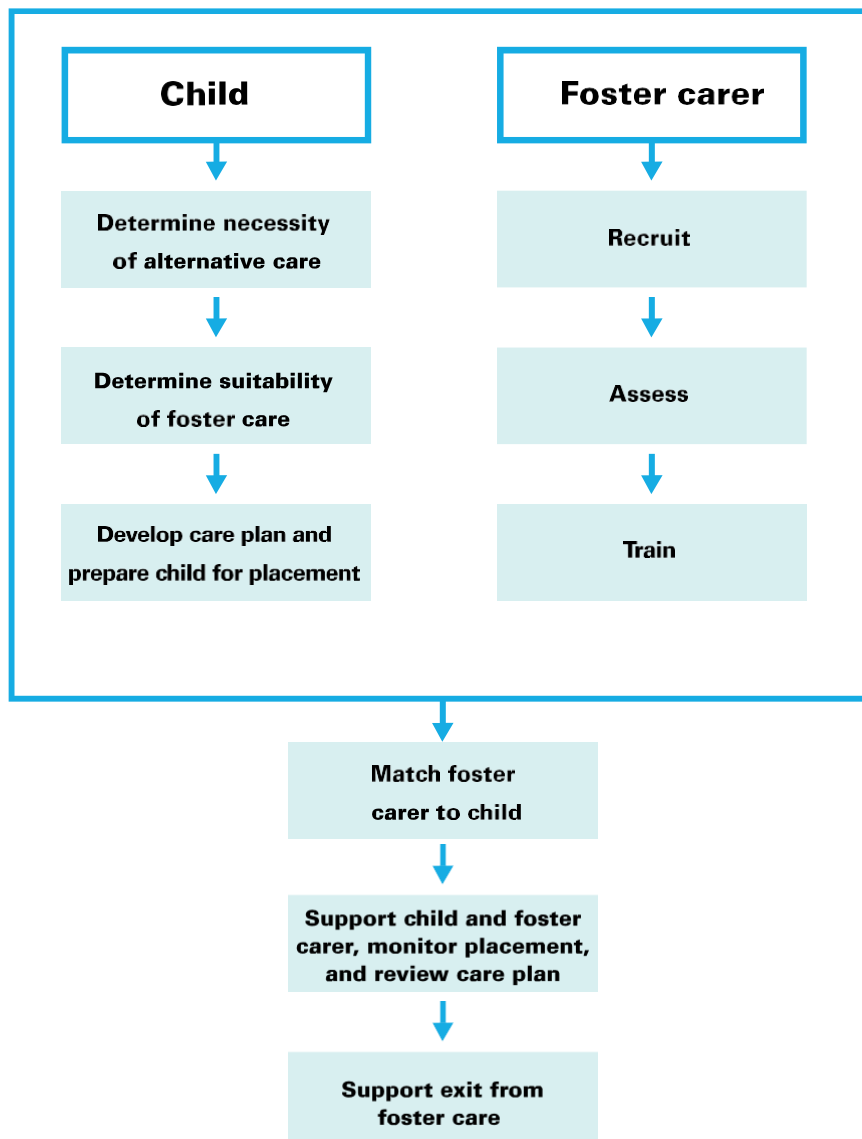 Child
Determine necessity
of alternative care
Determine suitability
of foster care
Develop care plan and
prepare child for placement
Foster carer
Recruit
Assess
Train
Match foster
carer to child
Support child and foster
carer, monitor placement,
and review care plan
Support exit from
foster care